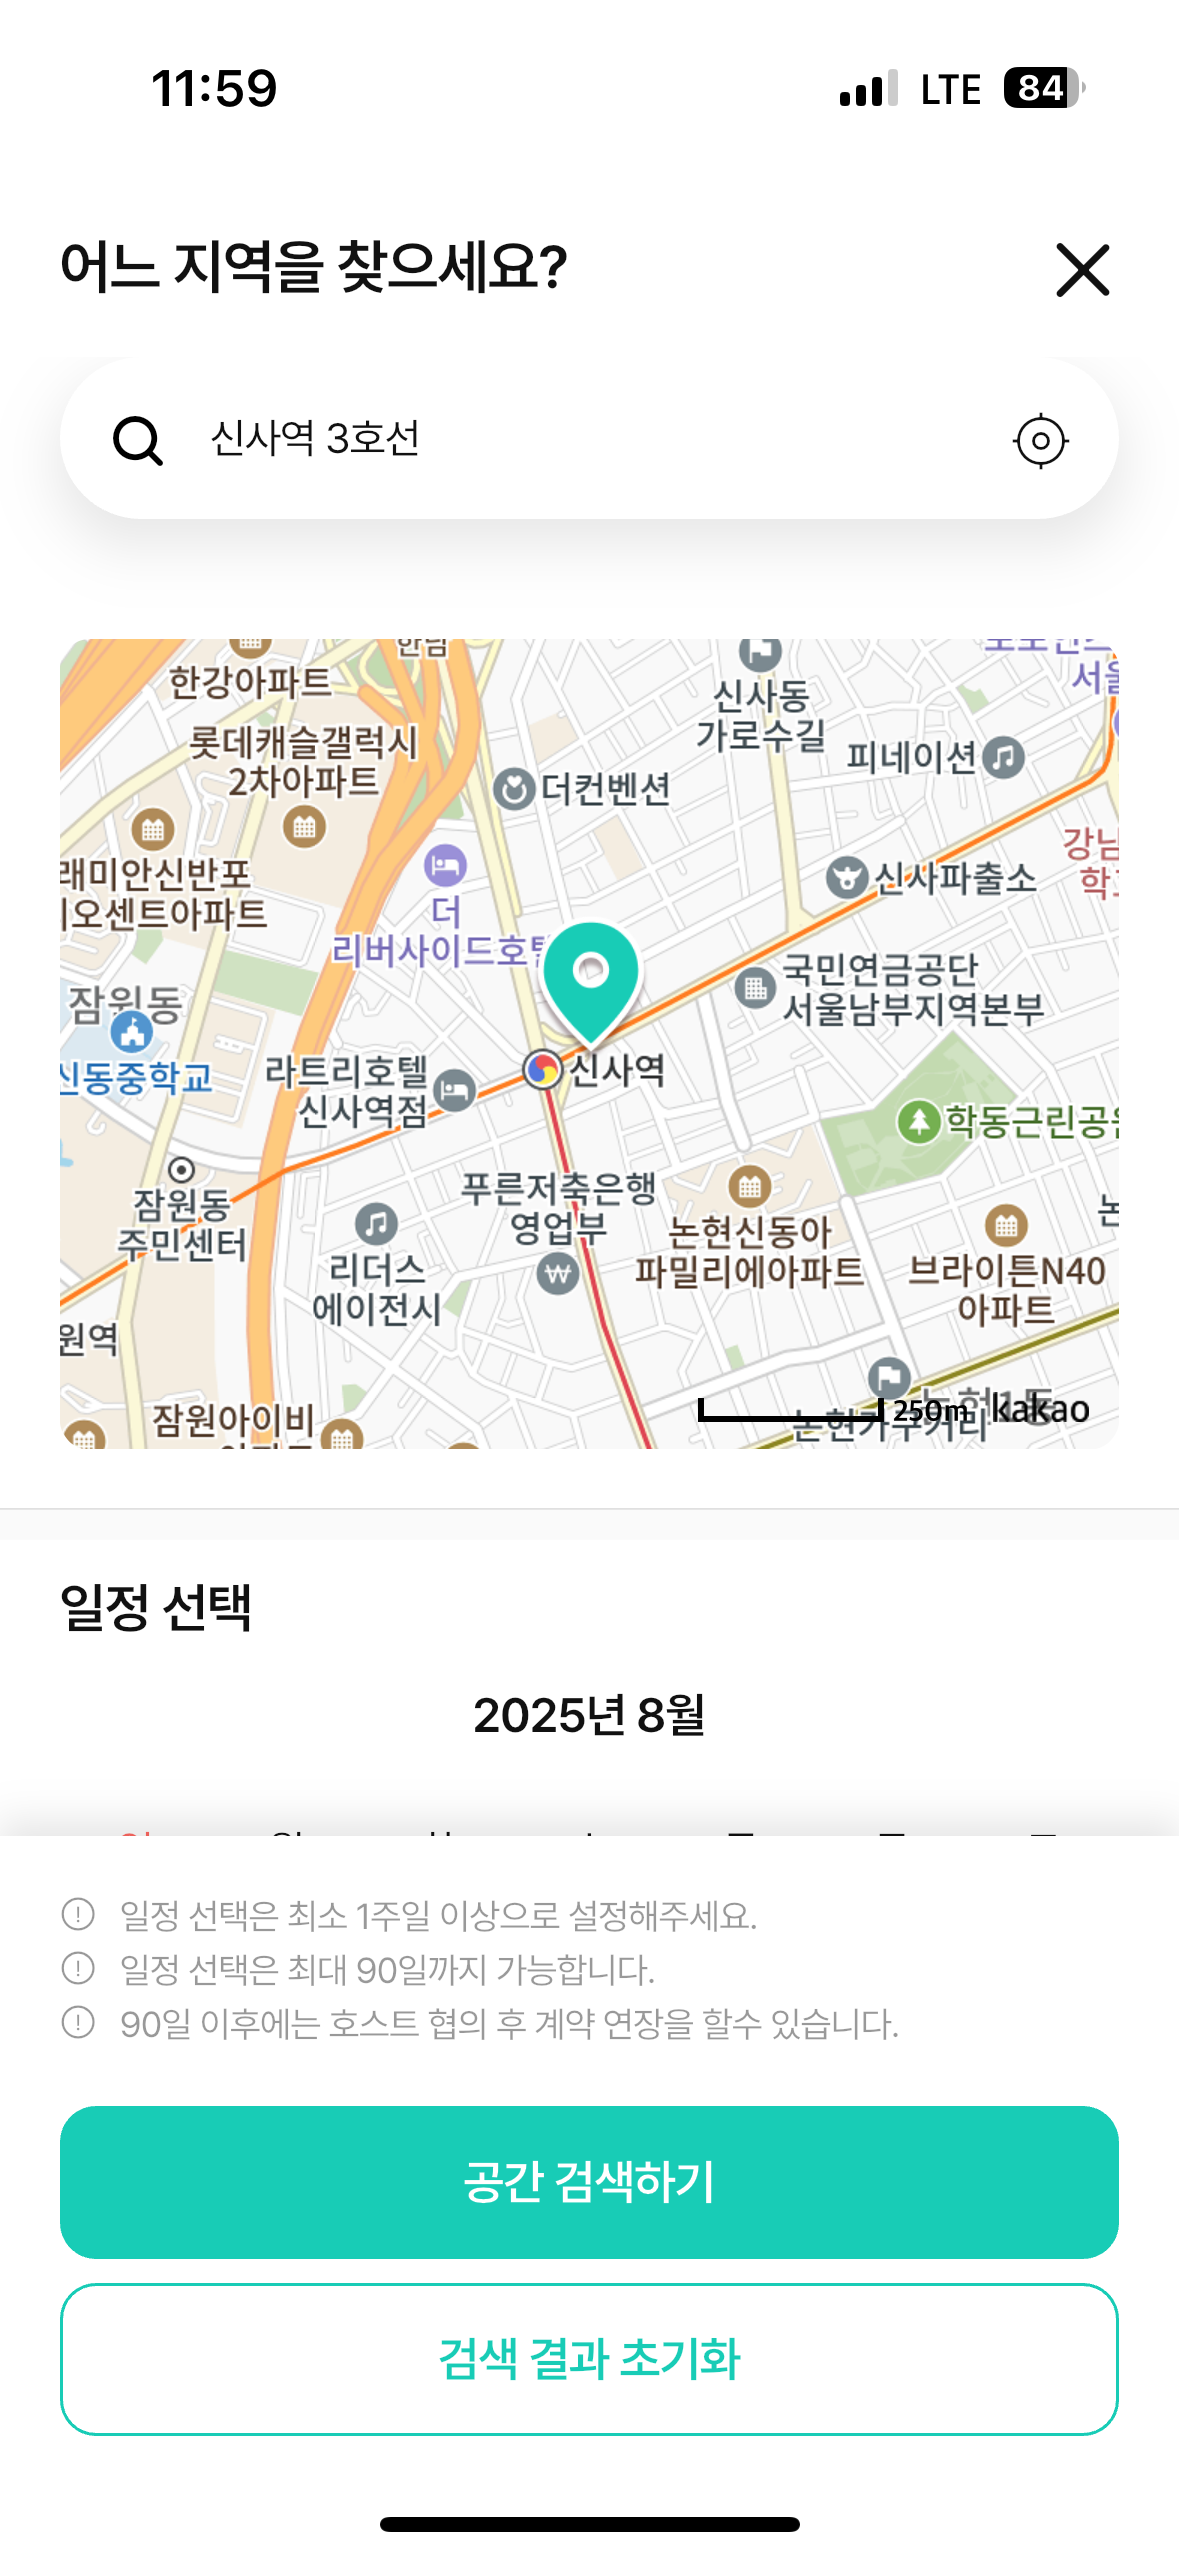 11:59
LTE 84
어느 지역을 찾으세요?
신사역 3호선
한남
한강아파트
신사동
가로수길
롯데캐슬갤럭시
2차아파트
피네이션
더컨벤션
강남
래미안신반포
리오센트아파트
신사파출소
더
리버사이드호텔
국민연금공단
서울남부지역본부
잠원동
신동중학교
라트리호텔
신사역점
신사역
학동근린공원
잠원동
주민센터
푸른저축은행
영업부
논현신동아
파밀리에아파트
리더스
에이전시
브라이튼N40
아파트
원역
잠원아이비
250m
kakao
논현가구거리
일정 선택
2025년 8월
일정 선택은 최소 1주일 이상으로 설정해주세요.
일정 선택은 최대 90일까지 가능합니다.
90일 이후에는 호스트 협의 후 계약 연장을 할수 있습니다.
공간 검색하기
검색 결과 초기화